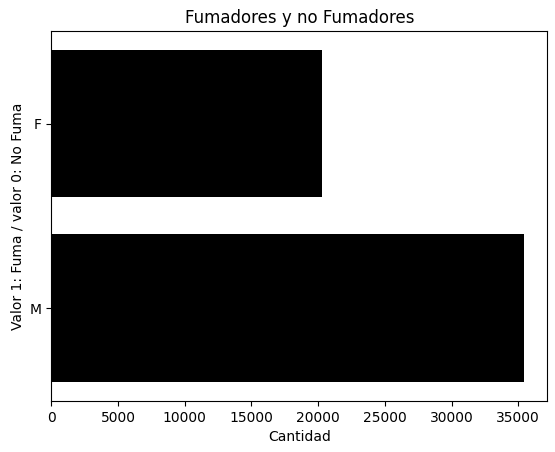 Fumadores y no Fumadores
Valor 1: Fuma / valor 0: No Fuma
F
M
0 5000 10000 15000 20000 25000 30000 35000
Cantidad